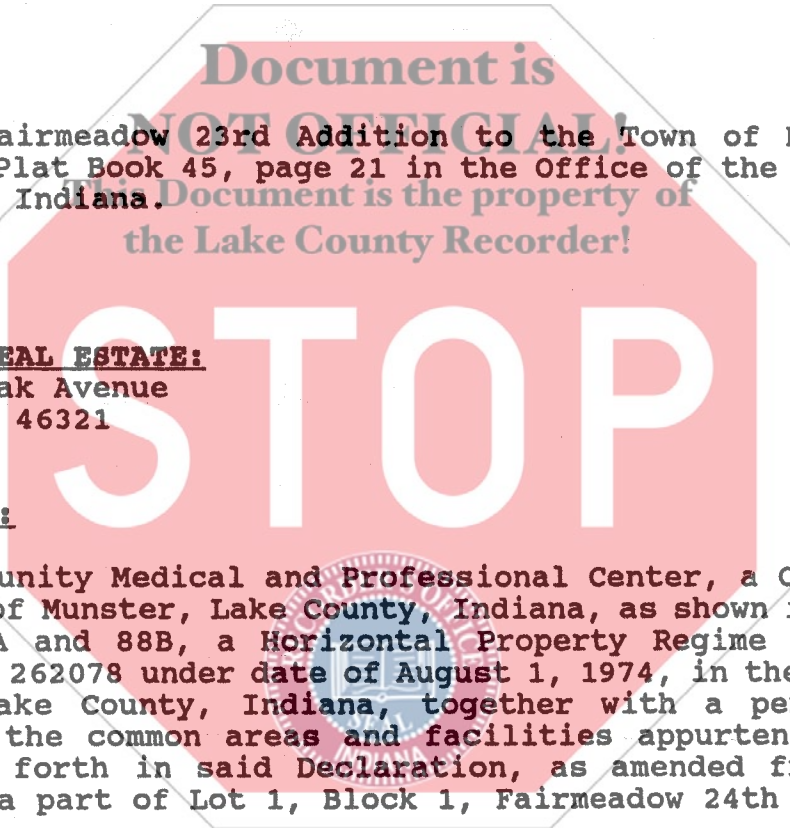 Document is
NOT OFFICIAL!
airmeadow 23rd Addition to the Town of
Plat Book 45, page 21 in the Office of the
This Document is the property of
Indiana.
the Lake County Recorder!
STOP
EAL ESTATE:
ak Avenue
46321
:
unity Medical and Professional Center, a
of Munster, Lake County, Indiana, as shown
A and 88B, a Horizontal Property Regime
262078 under date of August 1, 1974, in the
ake County, Indiana, together with a pe
the common areas and facilities appurten
forth in said Declaration, as amended f
a part of Lot 1, Block 1, Fairmeadow 24th
RECORDER'S OFFICE
SEAL
INDIANA